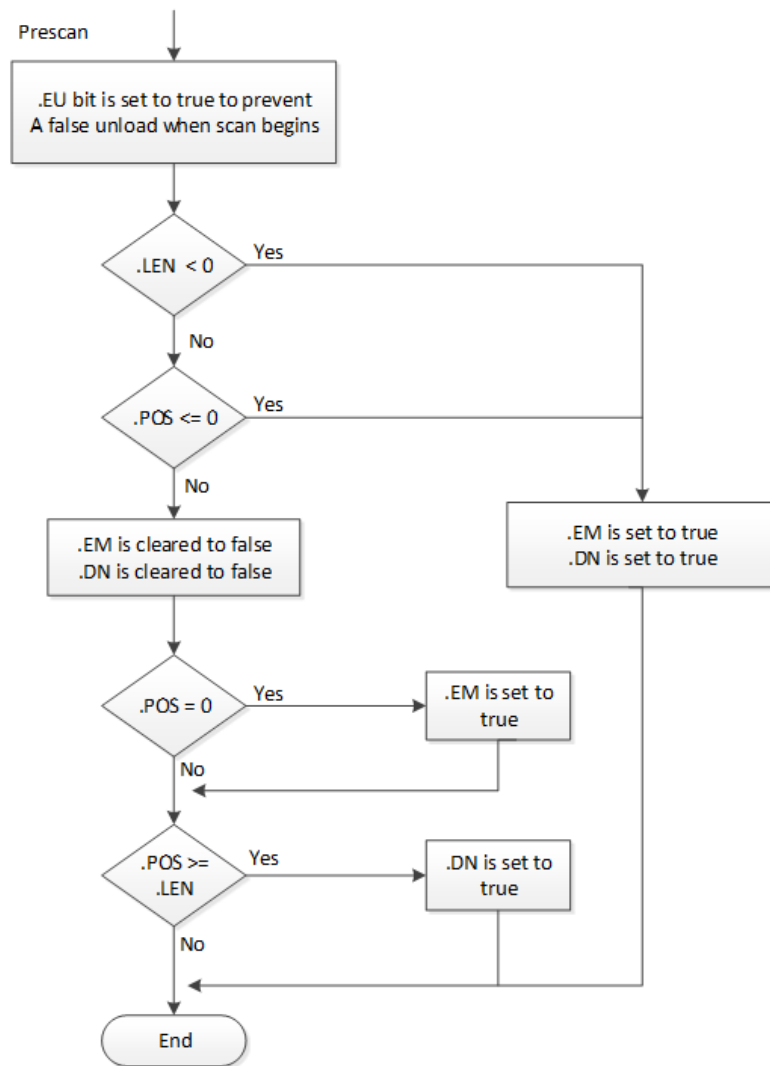 Prescan
.EU bit is set to true to prevent
A false unload when scan begins
.LEN < 0
Yes
No
.POS <= 0
Yes
No
.EM is cleared to false
.DN is cleared to false
.EM is set to true
.DN is set to true
.POS = 0
Yes
.EM is set to
true
No
.POS >=
.LEN
Yes
.DN is set to
true
No
End